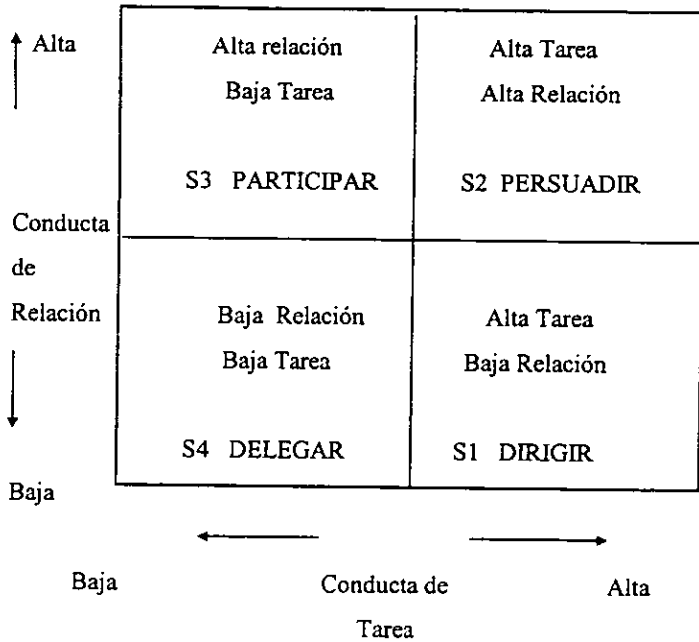 Alta
Alta relación
Baja Tarea
S3 PARTICIPAR
Alta Tarea
Alta Relación
S2 PERSUADIR
Conducta
de
Relación
Baja Relación
Baja Tarea
S4 DELEGAR
Alta Tarea
Baja Relación
S1 DIRIGIR
Baja
Baja
Conducta de
Tarea
Alta